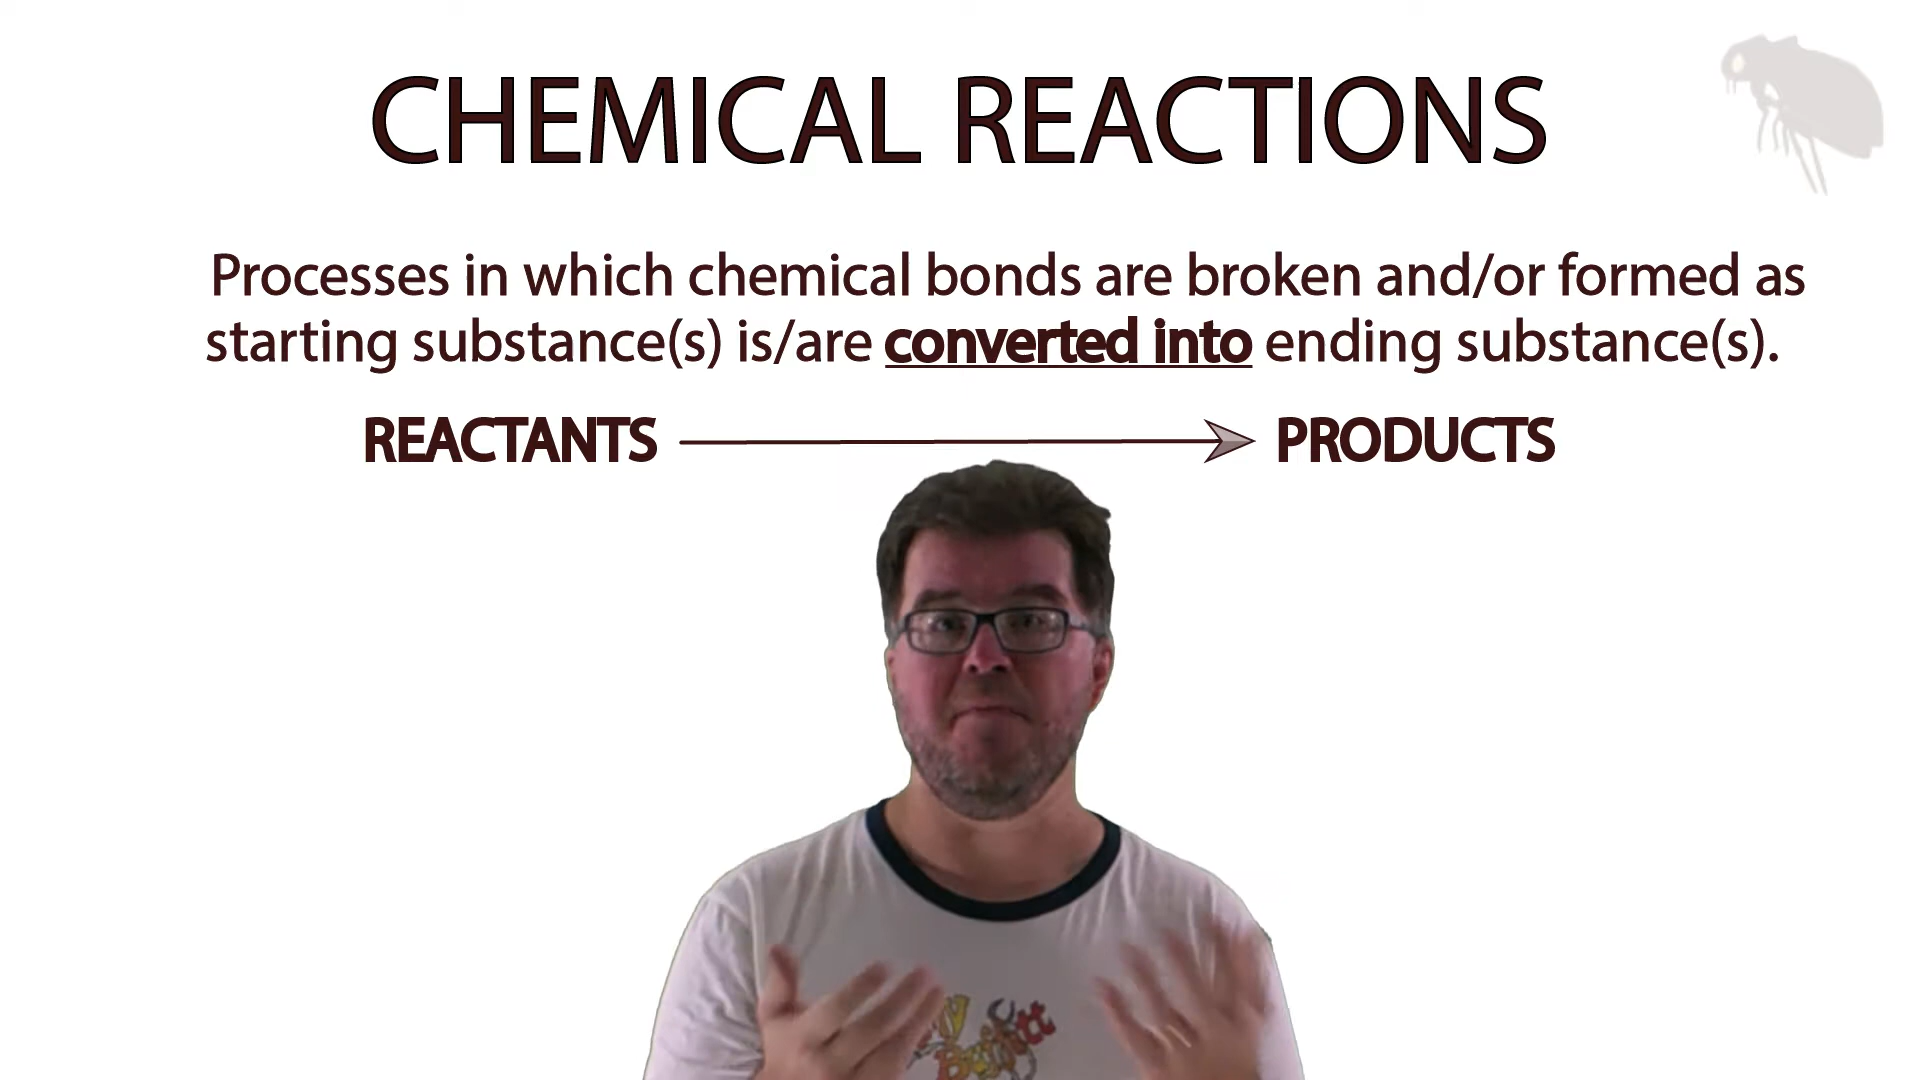 CHEMICAL REACTIONS
Processes in which chemical bonds are broken and/or formed as
starting substance(s) is/are converted into ending substance(s).
REACTANTS PRODUCTS